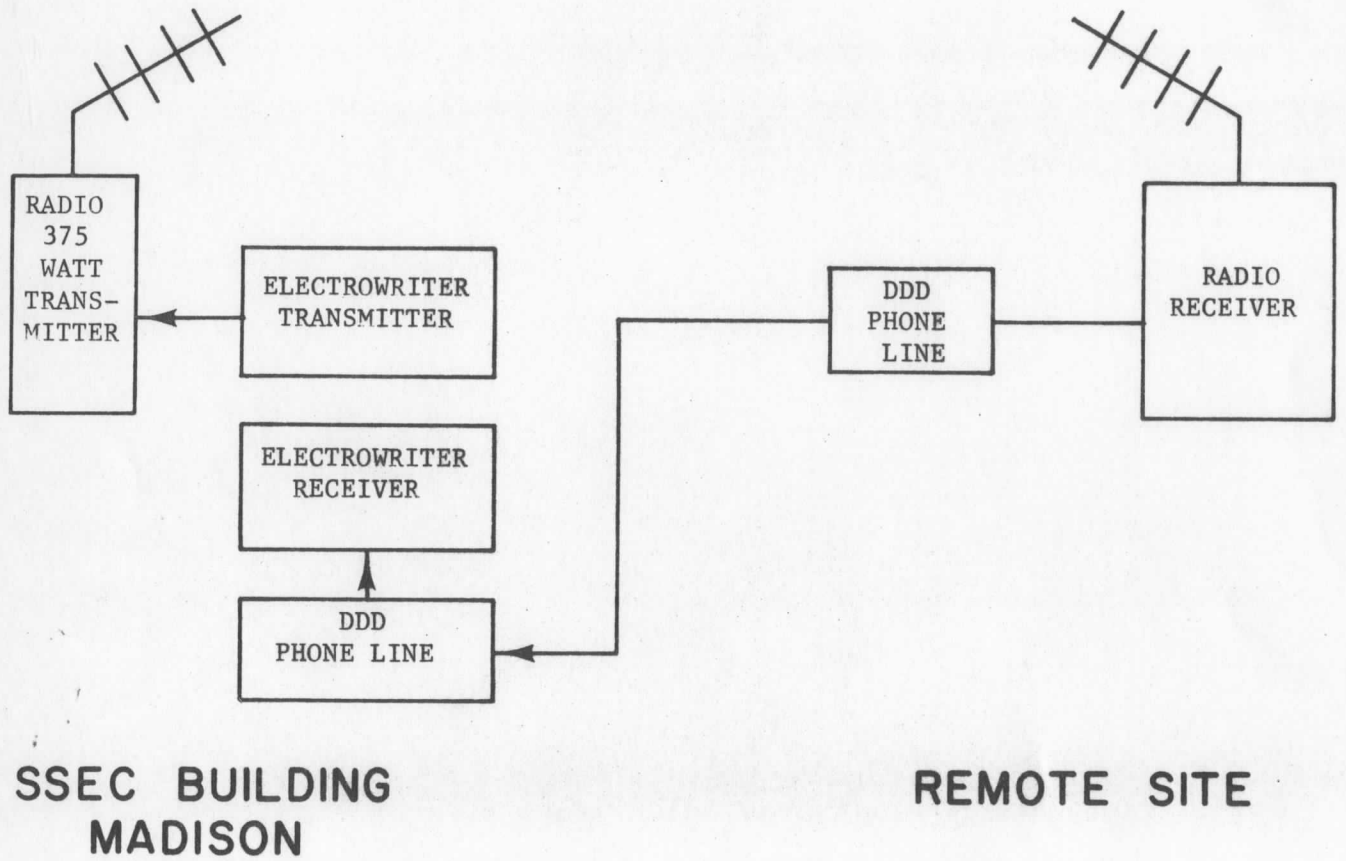 RADIO
375
WATT
TRANS-
MITTER
ELECTROWRITER
TRANSMITTER
ELECTROWRITER
RECEIVER
DDD
PHONE LINE
DDD
PHONE
LINE
RADIO
RECEIVER
SSEC BUILDING
MADISON
REMOTE SITE